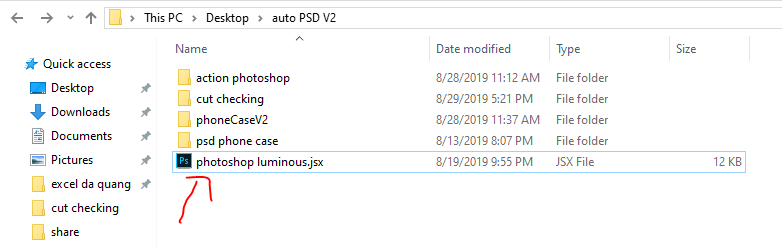 This PC > Desktop > auto PSD V2
Name Date modified Type Size
Quick access
Desktop
Downloads
Documents
Pictures
excel da quang
cut checking
share
action photoshop 8/28/2019 11:12 AM File folder
cut checking 8/29/2019 5:21 PM File folder
phoneCaseV2 8/28/2019 11:37 AM File folder
psd phone case 8/13/2019 8:07 PM File folder
Ps photoshop luminous.jsx 8/19/2019 9:55 PM JSX File 12 KB